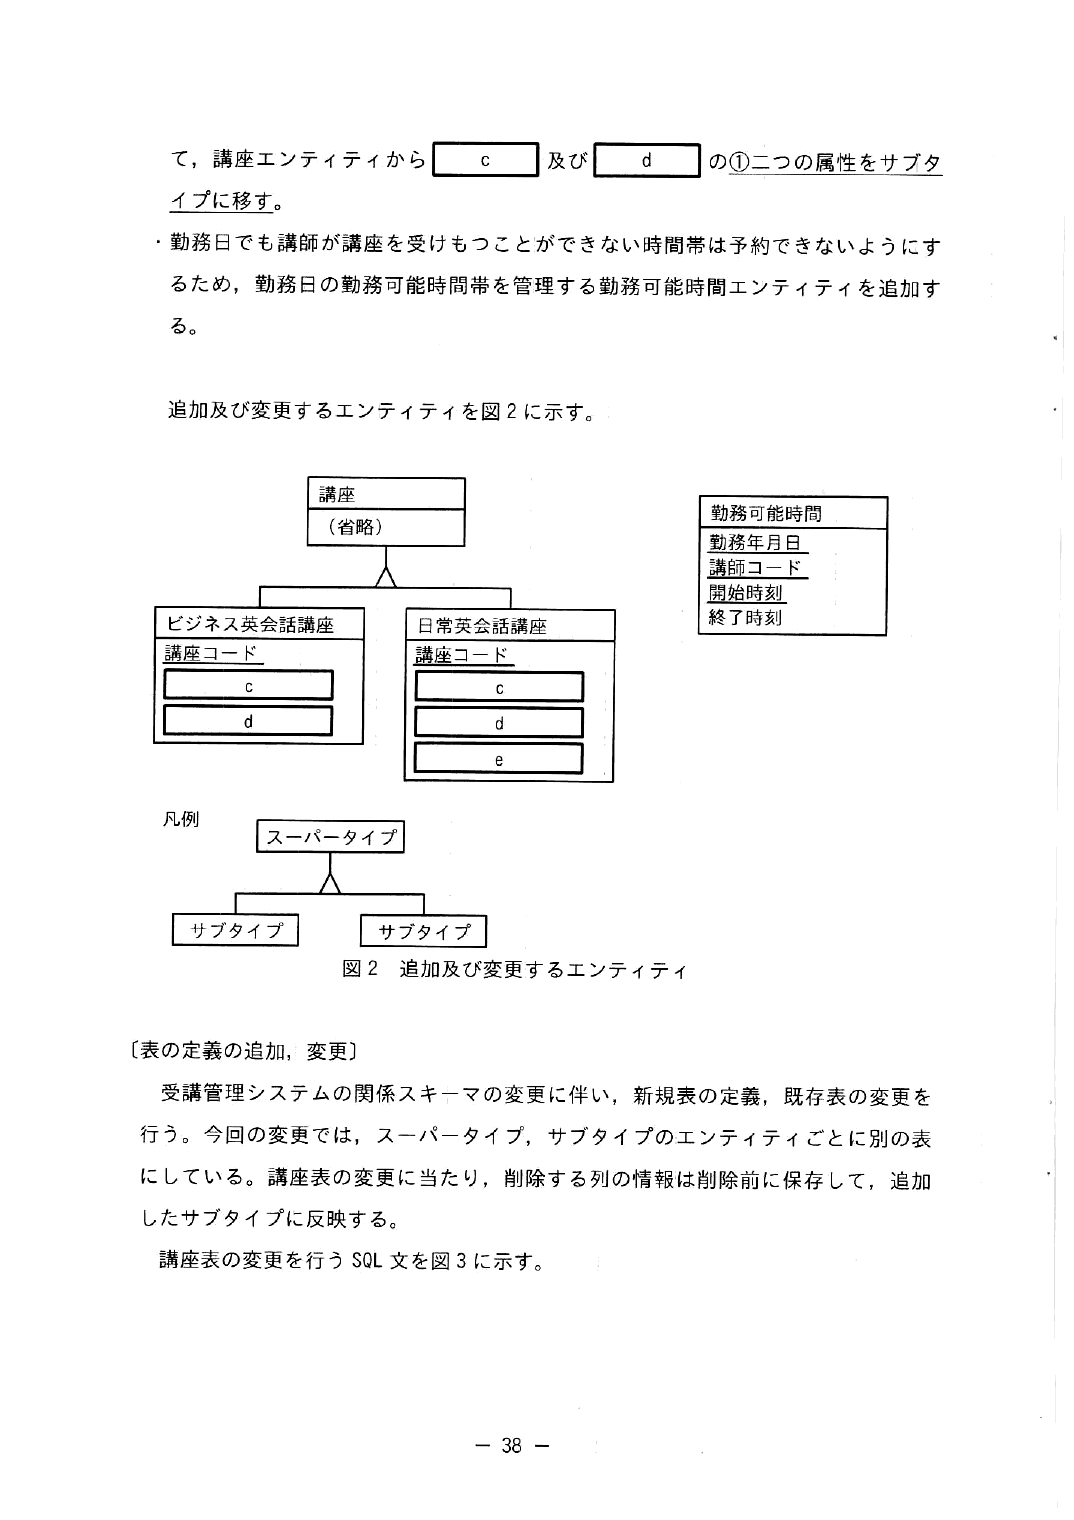 て，講座エンティティから c 及び d の①二つの属性をサブタ
イプに移す。
・勤務日でも講師が講座を受けもつことができない時間帯は予約できないようにす
るため，勤務日の勤務可能時間帯を管理する勤務可能時間エンティティを追加す
る。
追加及び変更するエンティティを図2に示す。
講座
（省略）
勤務可能時間
勤務年月日
講師コード
開始時刻
終了時刻
ビジネス英会話講座
講座コード
c
d
日常英会話講座
講座コード
c
d
e
凡例
スーパータイプ
サブタイプ
サブタイプ
図2 追加及び変更するエンティティ
〔表の定義の追加，変更〕
受講管理システムの関係スキーマの変更に伴い，新規表の定義，既存表の変更を
行う。今回の変更では，スーパータイプ，サブタイプのエンティティごとに別の表
にしている。講座表の変更に当たり，削除する列の情報は削除前に保存して，追加
したサブタイプに反映する。
講座表の変更を行う SQL 文を図3に示す。
－ 38 －